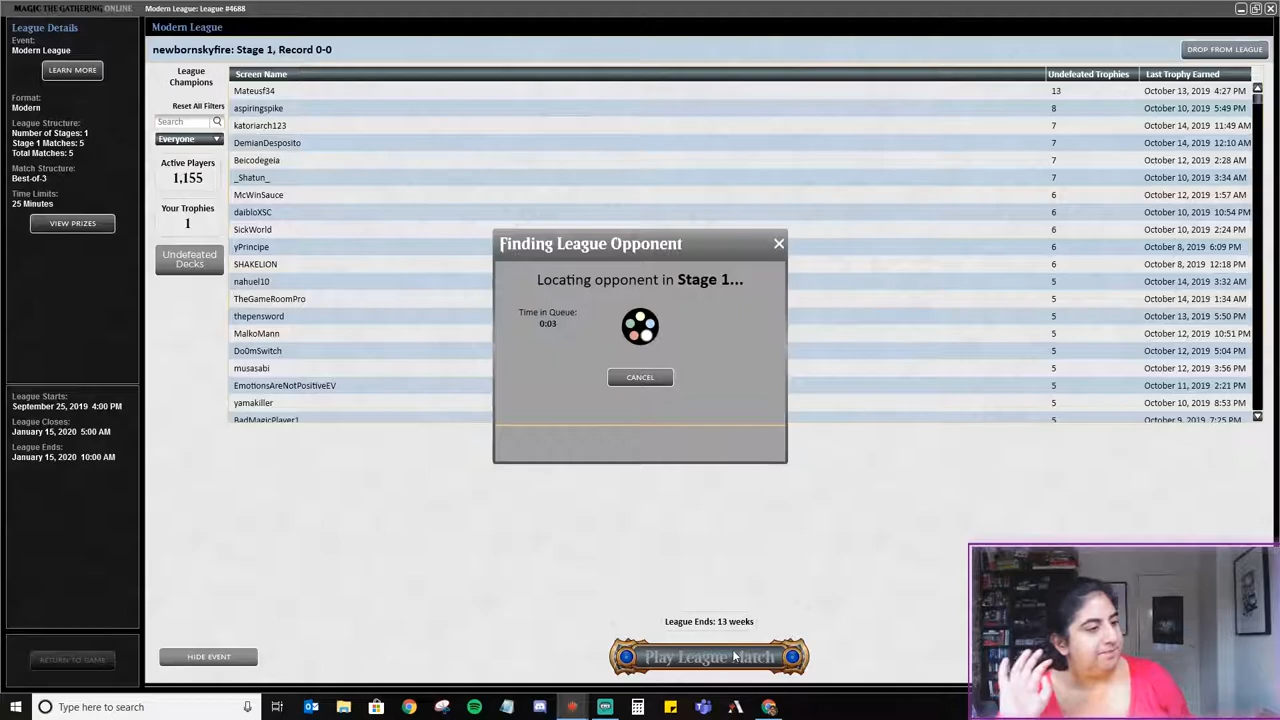 MAGIC THE GATHERING ONLINE
Modern League: League #4688
League Details
Event:
Modern League
LEARN MORE
Format:
Modern
League Structure:
Number of Stages: 1
Stage 1 Matches: 5
Total Matches: 5
Match Structure:
Best-of-3
Time Limits:
25 Minutes
VIEW PRIZES
League Starts:
September 25, 2019 4:00 PM
League Closes:
January 15, 2020 5:00 AM
League Ends:
January 15, 2020 10:00 AM
RETURN TO GAME
Modern League
newbornskyfire: Stage 1, Record 0-0
DROP FROM LEAGUE
League
Champions
Reset All Filters
Search
Everyone
Active Players
1,155
Your Trophies
1
Undefeated
Decks
Screen Name Undefeated Trophies Last Trophy Earned
Mateusf34 13 October 13, 2019 4:27 PM
aspiringspike 8 October 10, 2019 5:49 PM
katoriarch123 7 October 14, 2019 11:49 AM
DemianDesposito 7 October 14, 2019 12:10 AM
Beicodegeia 7 October 12, 2019 2:28 AM
_Shatun_ 7 October 10, 2019 3:34 AM
McWinSauce 6 October 12, 2019 1:57 AM
daibloXSC 6 October 10, 2019 10:54 PM
SickWorld 6 October 10, 2019 2:24 PM
yPrincipe 6 October 8, 2019 6:09 PM
SHAKELION 6 October 8, 2019 12:18 PM
nahuel10 5 October 14, 2019 3:32 AM
TheGameRoomPro 5 October 14, 2019 1:34 AM
thepensword 5 October 13, 2019 5:50 PM
MalkoMann 5 October 12, 2019 10:51 PM
Do0mSwitch 5 October 12, 2019 5:04 PM
musasabi 5 October 12, 2019 3:56 PM
EmotionsAreNotPositiveEV 5 October 11, 2019 2:21 PM
yamakiller 5 October 10, 2019 8:53 PM
BadMagicPlayer1 5 October 9, 2019 7:25 PM
Finding League Opponent
Locating opponent in Stage 1...
Time in Queue:
0:03
CANCEL
League Ends: 13 weeks
HIDE EVENT
Play League Match
Type here to search